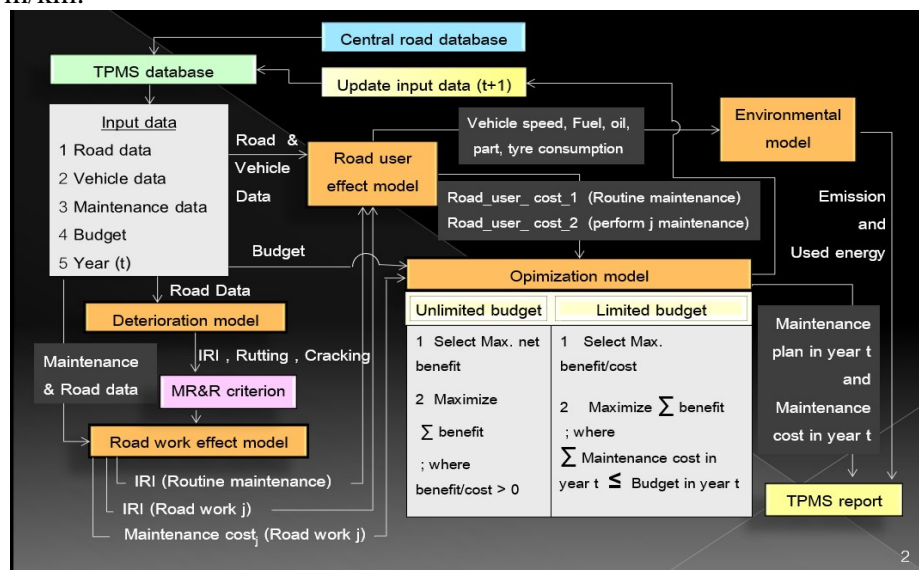 m/km.
Central road database
TPMS database
Update input data (t+1)
Input data
1 Road data
2 Vehicle data
3 Maintenance data
4 Budget
5 Year (t)
Road &
Vehicle
Data
Road user
effect model
Vehicle speed, Fuel, oil,
part, tyre consumption
Environmental
model
Road_user_ cost_1 (Routine maintenance)
Road_user_ cost_2 (perform j maintenance)
Emission
and
Used energy
Budget
Opimization model
Road Data
Deterioration model
Unlimited budget
Limited budget
1 Select Max. net
benefit
2 Maximize
∑ benefit
; where
benefit/cost > 0
1 Select Max.
benefit/cost
2 Maximize ∑ benefit
; where
∑ Maintenance cost in
year t ≤ Budget in year t
IRI , Rutting , Cracking
Maintenance
& Road data
MR&R criterion
Road work effect model
Maintenance
plan in year t
and
Maintenance
cost in year t
IRI (Routine maintenance)
IRI (Road work j)
Maintenance costj (Road work j)
TPMS report
2